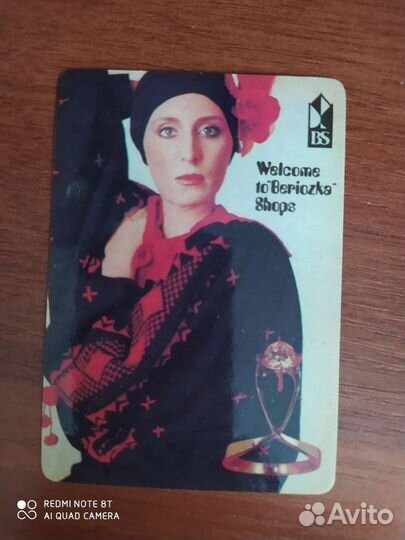 BS
Welcome
to "Beriozka"
Shops
REDMI NOTE 8T
AI QUAD CAMERA
Avito